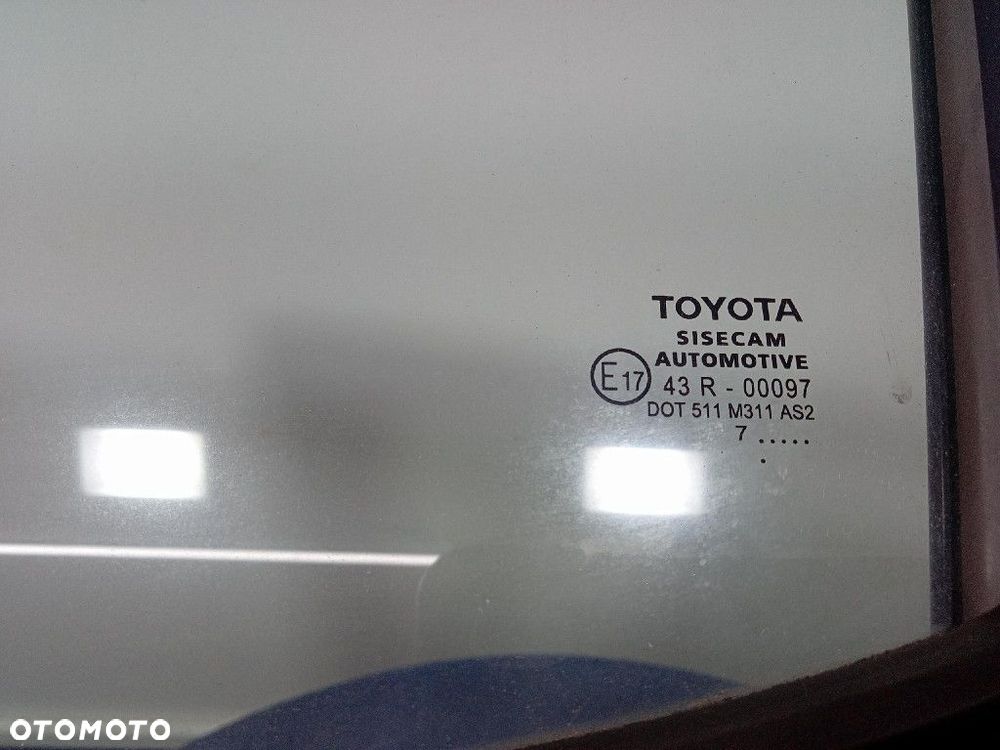 TOYOTA
SISECAM
AUTOMOTIVE
E17 43 R - 00097
DOT 511 M311 AS2
7 .....
.
OTOMOTO